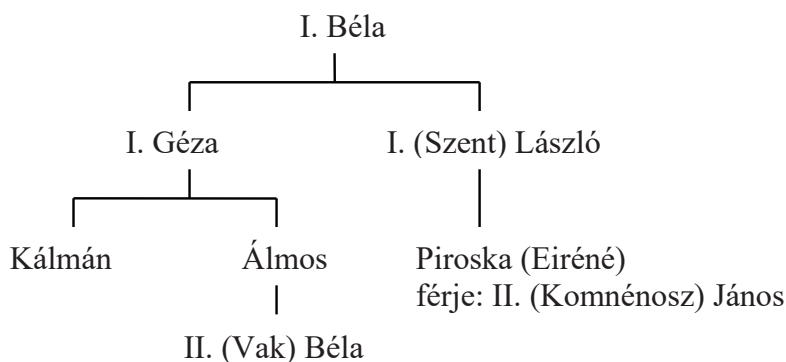 I. Béla
I. Géza
I. (Szent) László
Kálmán
Álmos
Piroska (Eiréné)
férje: II. (Komnénosz) János
II. (Vak) Béla